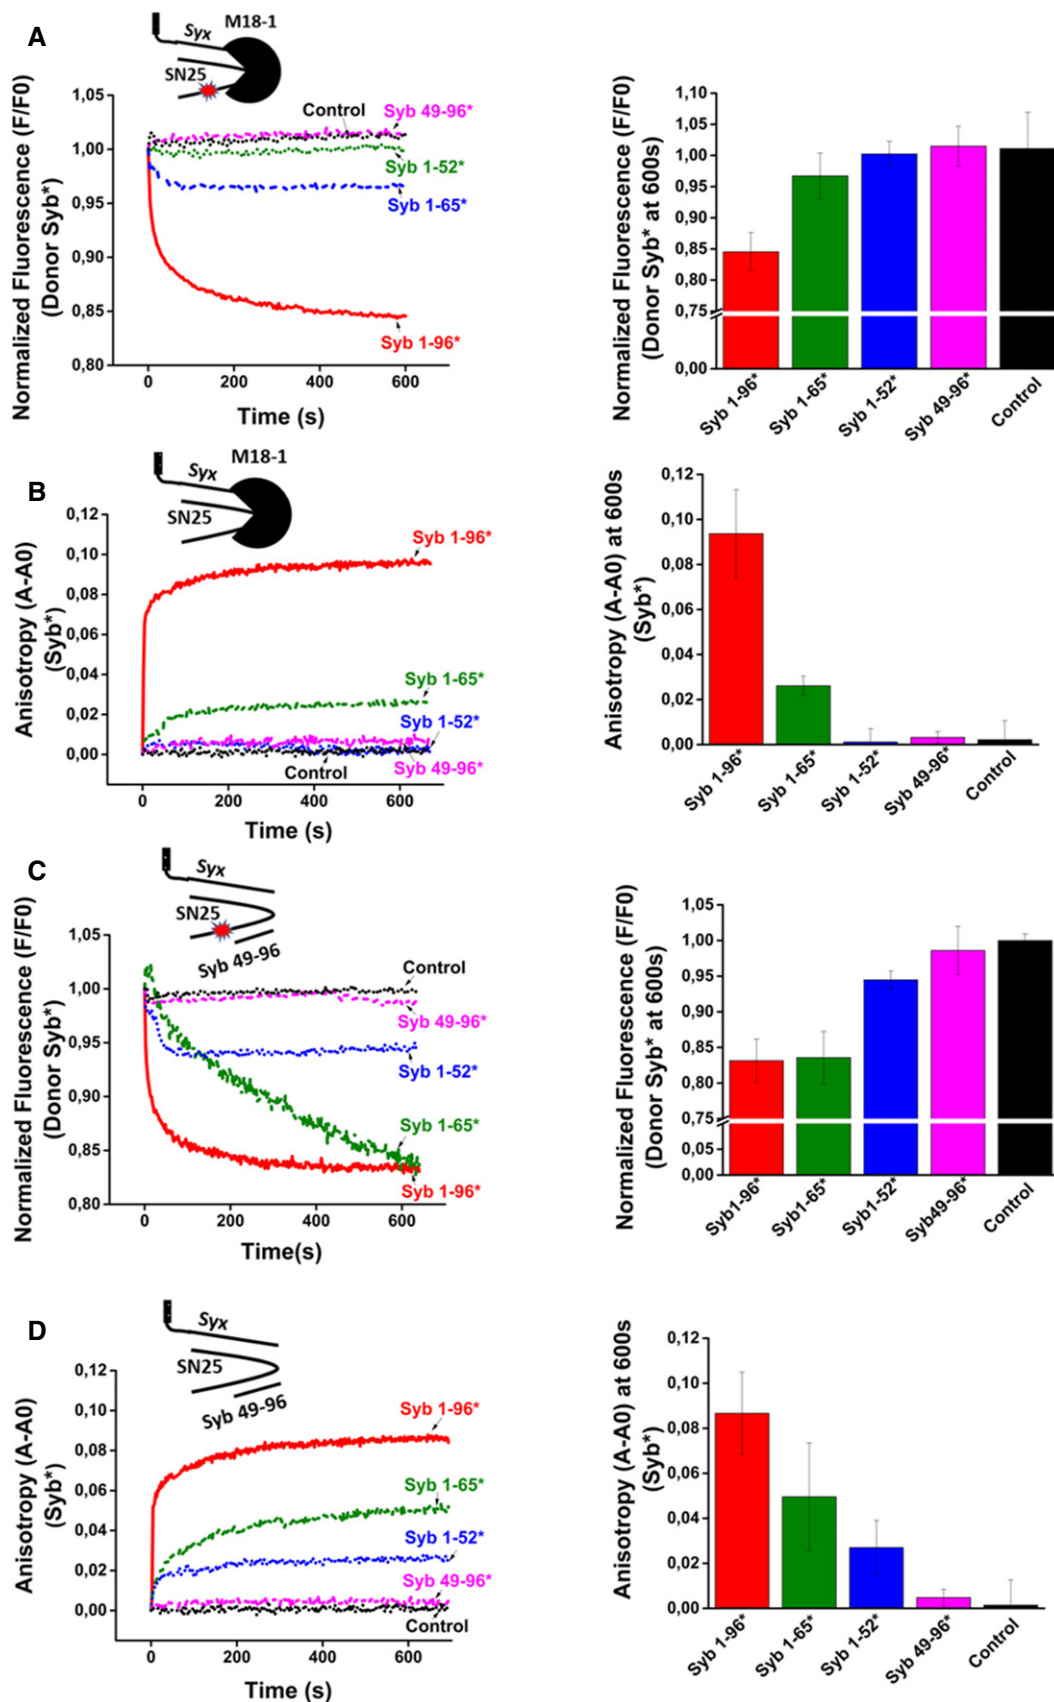 A
Syx
M18-1
SN25
Normalized Fluorescence (F/F0)
(Donor Syb*)
1,05
1,00
0,95
0,90
0,85
0,80
Control
Syb 49-96*
Syb 1-52*
Syb 1-65*
Syb 1-96*
0
200
400
600
Time (s)
Normalized Fluorescence (F/F0)
(Donor Syb* at 600s)
1,10
1,05
1,00
0,95
0,90
0,85
0,80
0,75
0,00
Syb 1-96*
Syb 1-65*
Syb 1-52*
Syb 49-96*
Control
B
Syx
M18-1
SN25
Anisotropy (A-A0)
(Syb*)
0,12
0,10
0,08
0,06
0,04
0,02
0,00
Syb 1-96*
Syb 1-65*
Syb 1-52*
Syb 49-96*
Control
0
200
400
600
Time (s)
Anisotropy (A-A0) at 600s
(Syb*)
0,12
0,10
0,08
0,06
0,04
0,02
0,00
Syb 1-96*
Syb 1-65*
Syb 1-52*
Syb 49-96*
Control
C
Syx
SN25
Syb 49-96
Normalized Fluorescence (F/F0)
(Donor Syb*)
1,05
1,00
0,95
0,90
0,85
0,80
Control
Syb 49-96*
Syb 1-52*
Syb 1-65*
Syb 1-96*
0
200
400
600
Time(s)
Normalized Fluorescence (F/F0)
(Donor Syb* at 600s)
1,05
1,00
0,95
0,90
0,85
0,80
0,75
0,05
0,00
Syb1-96*
Syb1-65*
Syb1-52*
Syb49-96*
Control
D
Syx
SN25
Syb 49-96
Anisotropy (A-A0)
(Syb*)
0,12
0,10
0,08
0,06
0,04
0,02
0,00
Syb 1-96*
Syb 1-65*
Syb 1-52*
Syb 49-96*
Control
0
200
400
600
Time (s)
Anisotropy (A-A0) at 600s
(Syb*)
0,12
0,10
0,08
0,06
0,04
0,02
0,00
Syb 1-96*
Syb 1-65*
Syb 1-52*
Syb 49-96*
Control